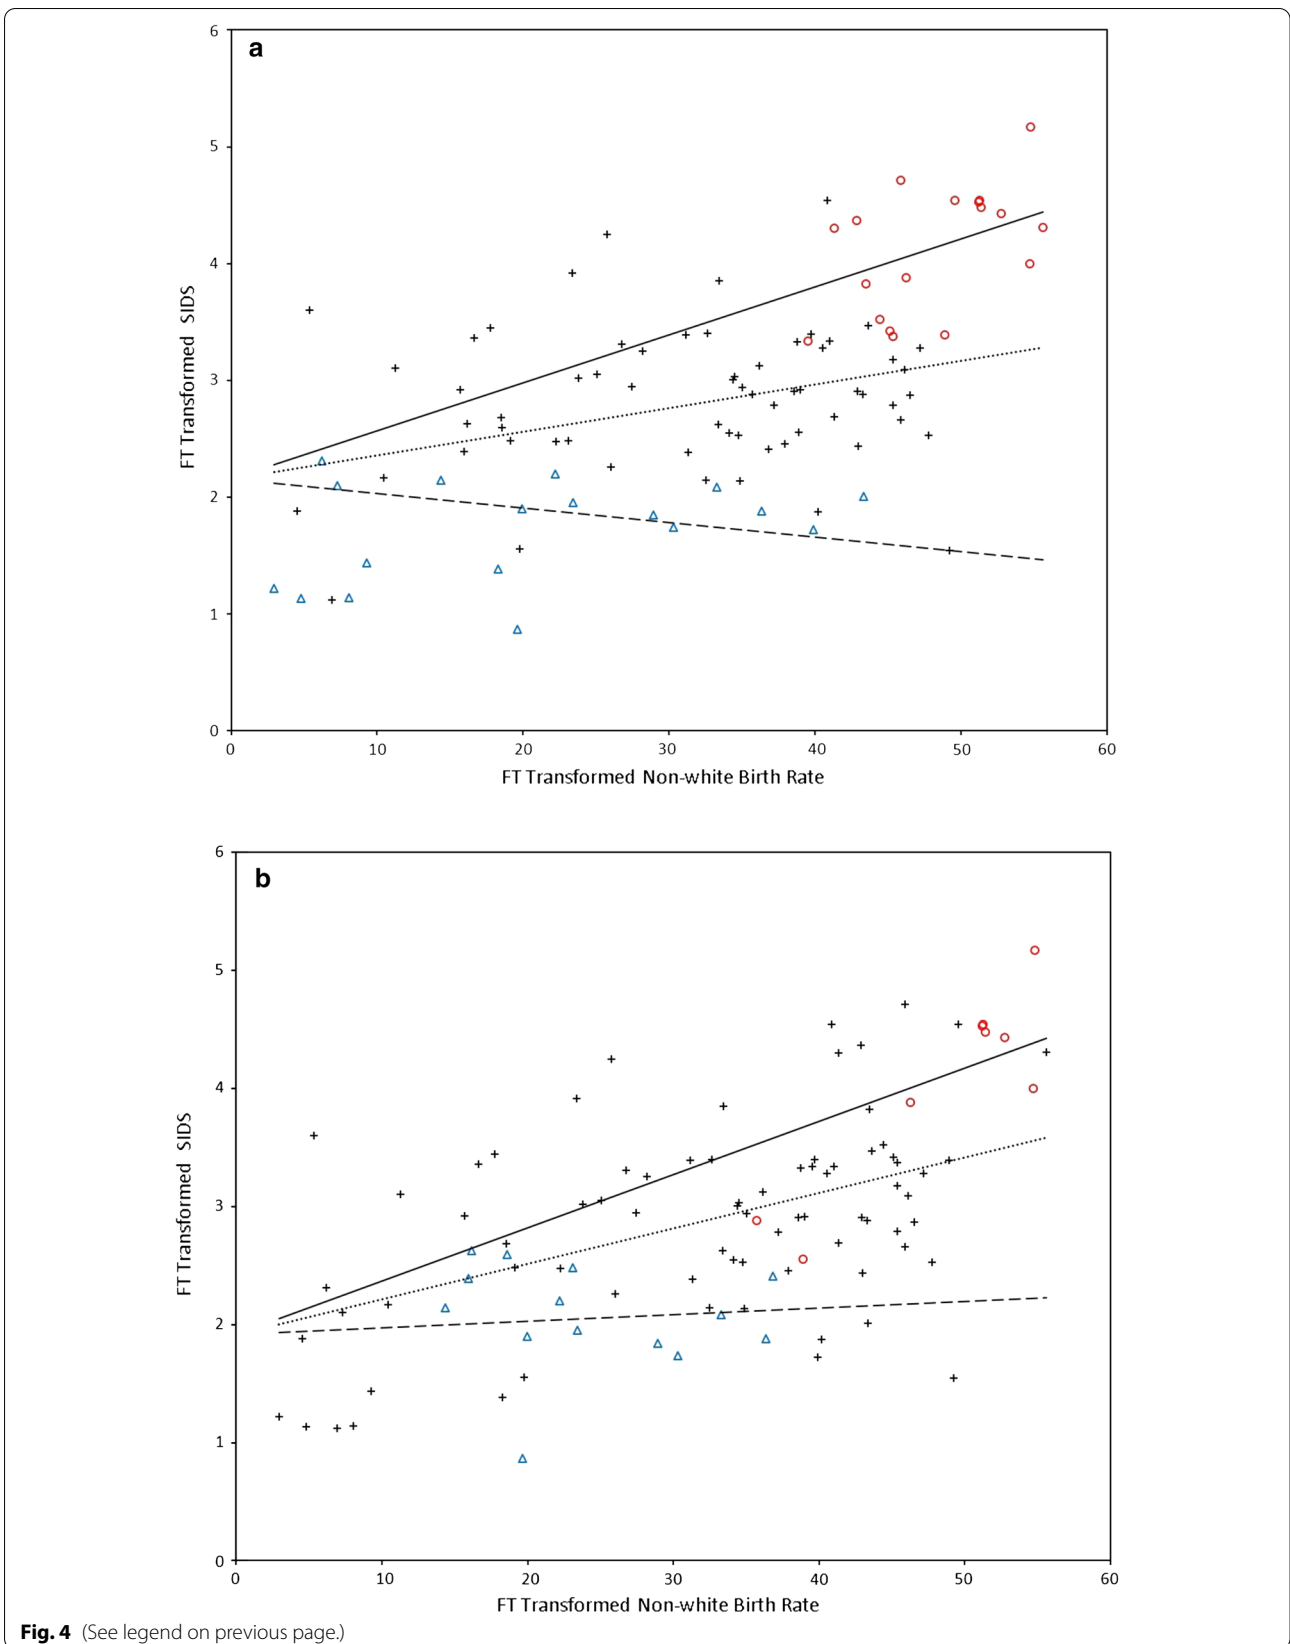 a
6
5
4
3
2
1
0
FT Transformed SIDS
0 10 20 30 40 50 60
FT Transformed Non-white Birth Rate
b
6
5
4
3
2
1
0
FT Transformed SIDS
0 10 20 30 40 50 60
FT Transformed Non-white Birth Rate
Fig. 4 (See legend on previous page.)